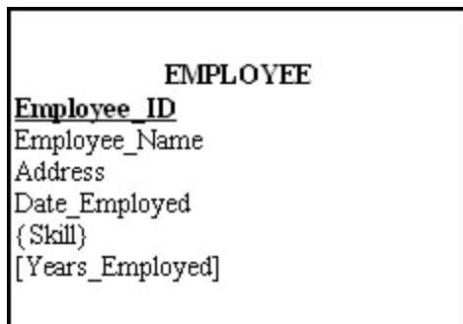 EMPLOYEE
Employee_ID
Employee_Name
Address
Date_Employed
{Skill}
[Years_Employed]